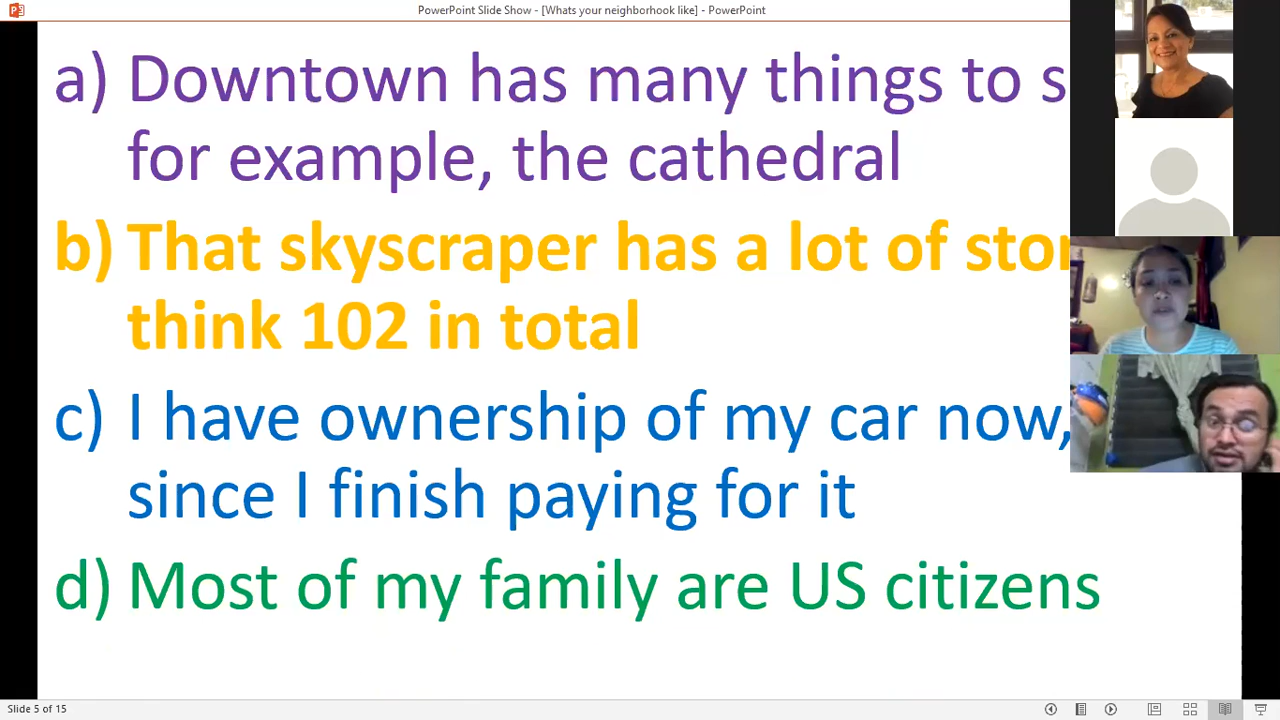 PowerPoint Slide Show - [Whats your neighborhook like] - PowerPoint
a) Downtown has many things to
for example, the cathedral
b) That skyscraper has a lot of
think 102 in total
c) I have ownership of my car now,
since I finish paying for it
d) Most of my family are US citizens
Slide 5 of 15